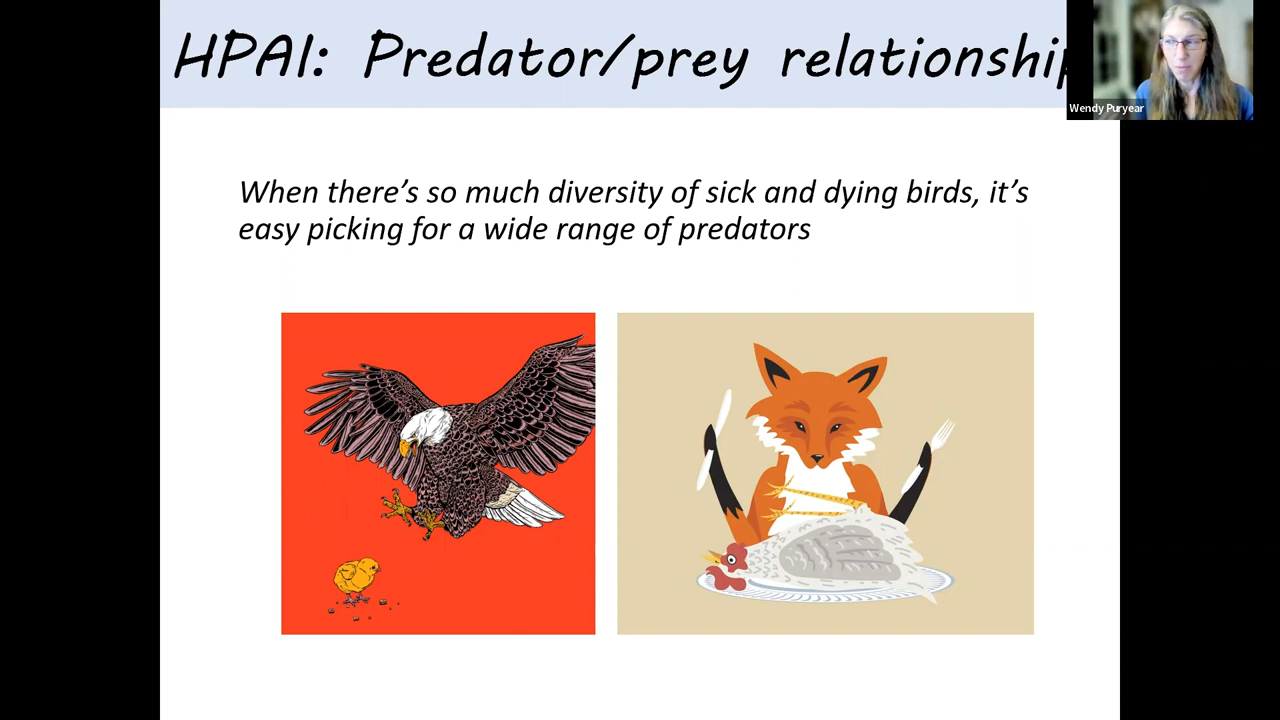 HPAI: Predator/prey relationship
Wendy Puryear
When there's so much diversity of sick and dying birds, it's
easy picking for a wide range of predators